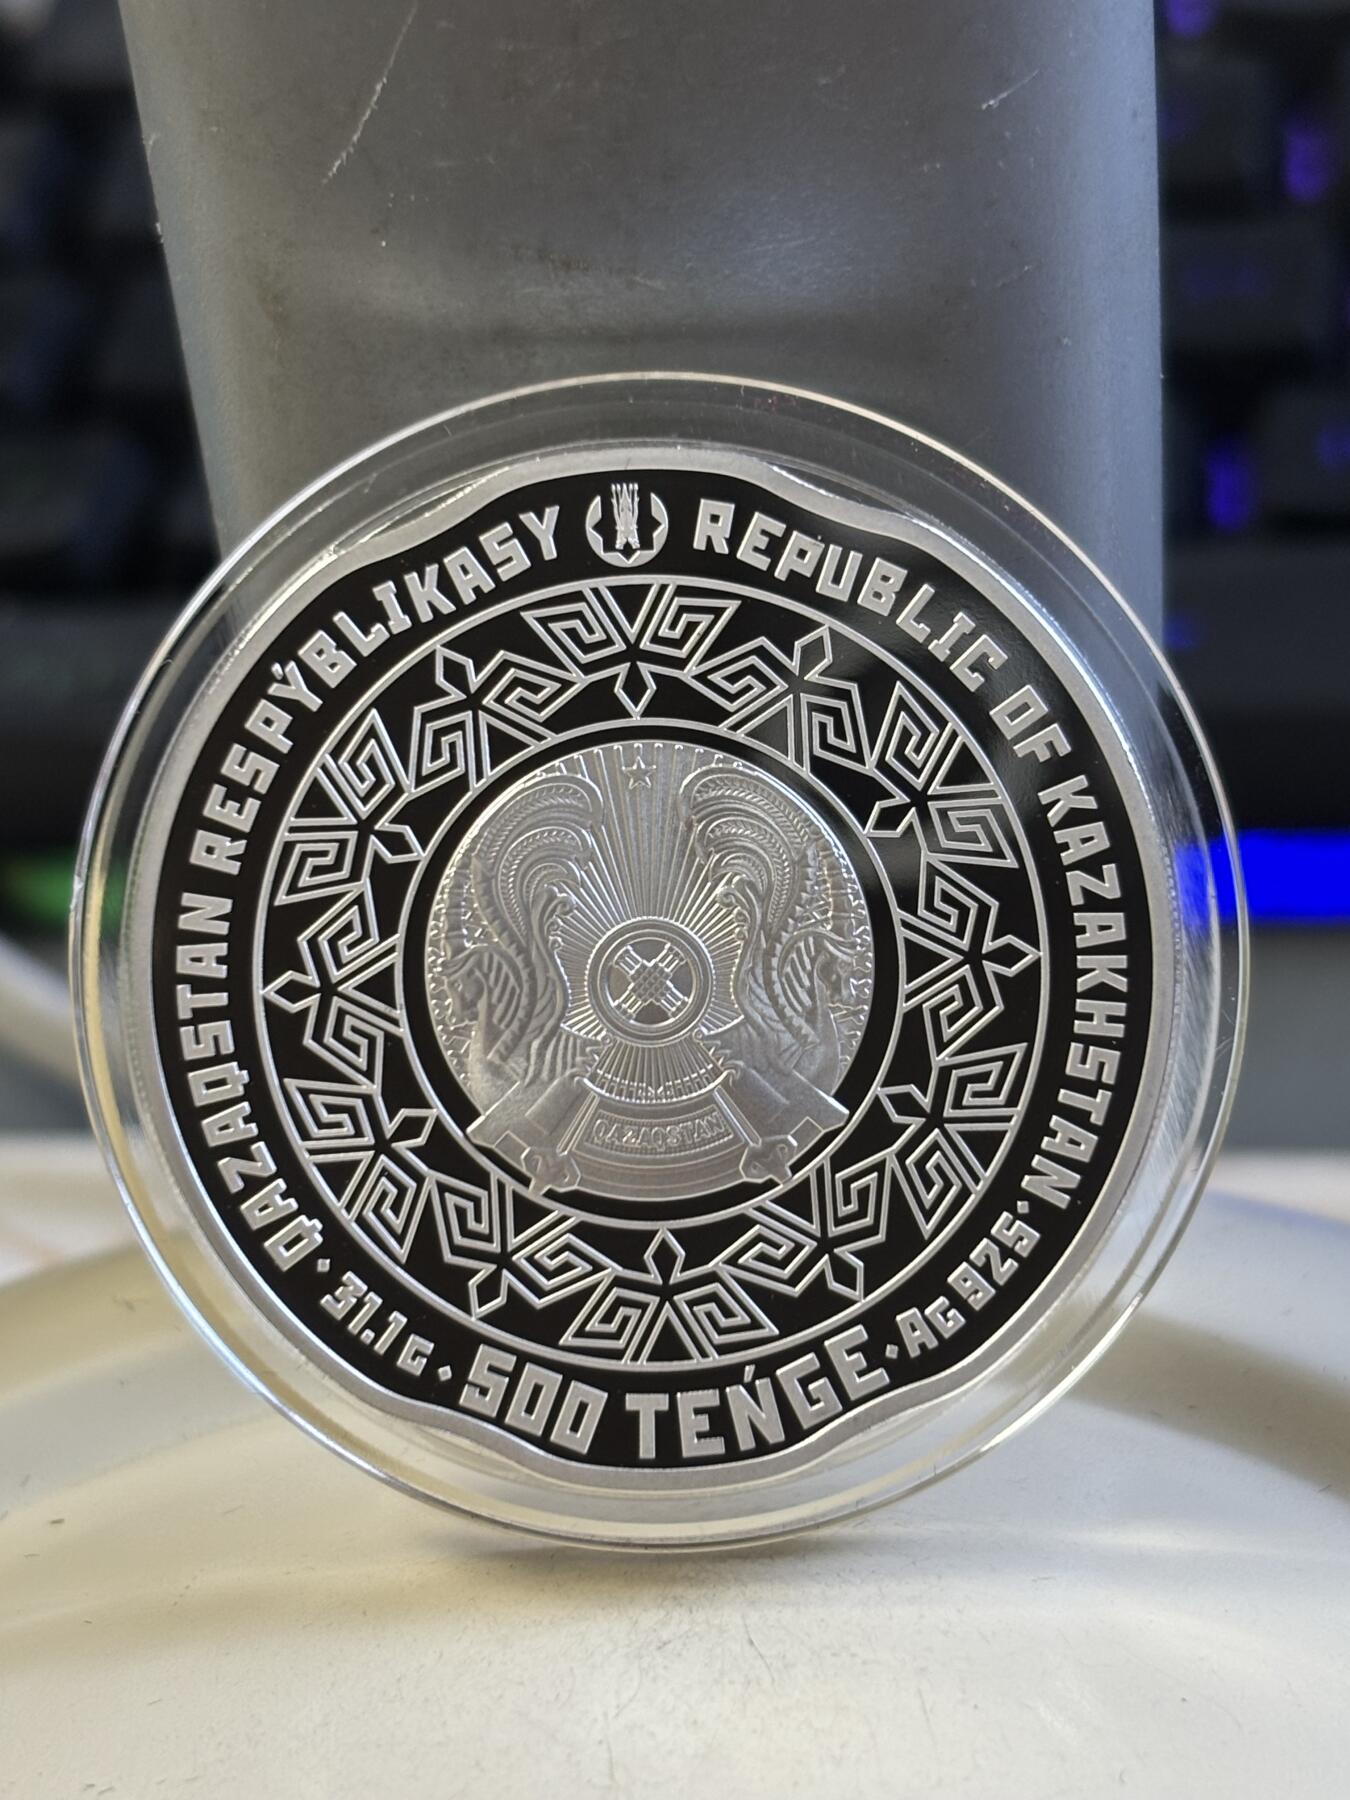 QAZAQSTAN RESPÝBLIKASY
REPUBLIC OF KAZAKHSTAN
QAZAQSTAN
• 31.1 G • 500 TEŃGE • AG 925 •